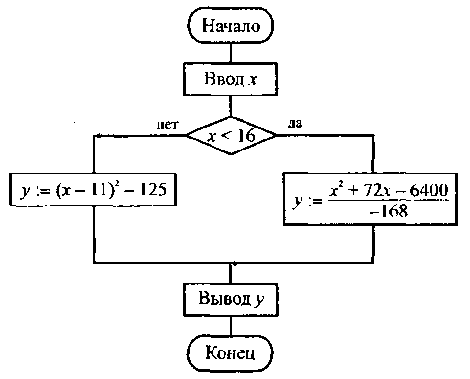 Начало
Ввод x
x < 16
нет
да
y := (x – 11)² – 125
y := (x² + 72x – 6400) / –168
Вывод y
Конец